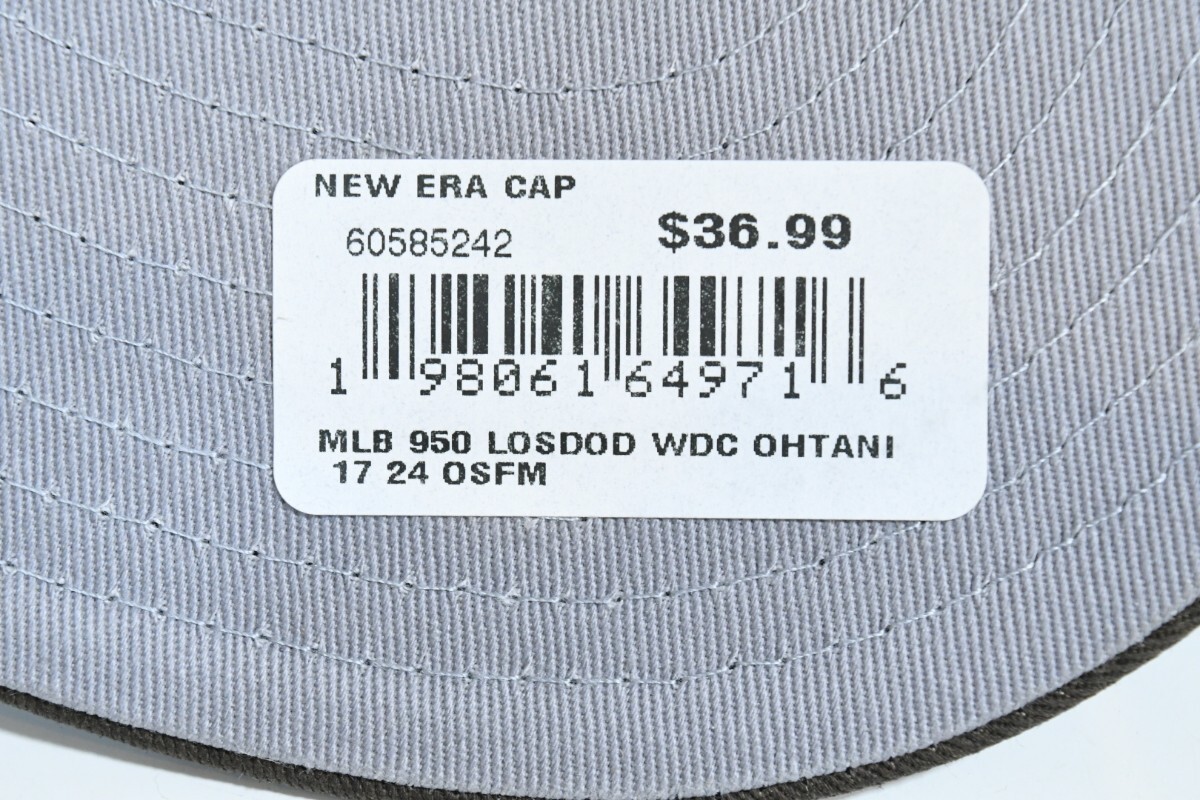 NEW ERA CAP
60585242 $36.99
1 98061 64971 6
MLB 950 LOSDOD WDC OHTANI
17 24 OSFM